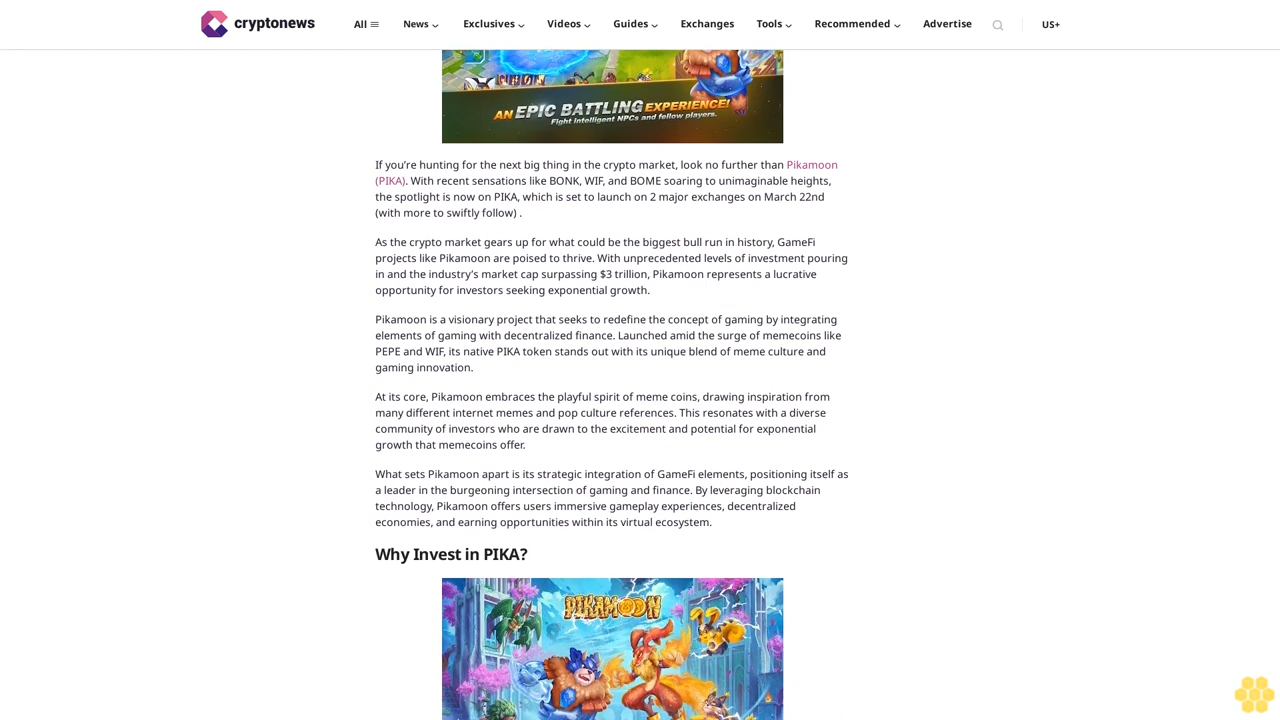 cryptonews
All
News
Exclusives
Videos
Guides
Exchanges
Tools
Recommended
Advertise
US+
AN EPIC BATTLING EXPERIENCE!
Fight intelligent NPCs and fellow players.
If you’re hunting for the next big thing in the crypto market, look no further than Pikamoon
(PIKA). With recent sensations like BONK, WIF, and BOME soaring to unimaginable heights,
the spotlight is now on PIKA, which is set to launch on 2 major exchanges on March 22nd
(with more to swiftly follow) .
As the crypto market gears up for what could be the biggest bull run in history, GameFi
projects like Pikamoon are poised to thrive. With unprecedented levels of investment pouring
in and the industry’s market cap surpassing $3 trillion, Pikamoon represents a lucrative
opportunity for investors seeking exponential growth.
Pikamoon is a visionary project that seeks to redefine the concept of gaming by integrating
elements of gaming with decentralized finance. Launched amid the surge of memecoins like
PEPE and WIF, its native PIKA token stands out with its unique blend of meme culture and
gaming innovation.
At its core, Pikamoon embraces the playful spirit of meme coins, drawing inspiration from
many different internet memes and pop culture references. This resonates with a diverse
community of investors who are drawn to the excitement and potential for exponential
growth that memecoins offer.
What sets Pikamoon apart is its strategic integration of GameFi elements, positioning itself as
a leader in the burgeoning intersection of gaming and finance. By leveraging blockchain
technology, Pikamoon offers users immersive gameplay experiences, decentralized
economies, and earning opportunities within its virtual ecosystem.
Why Invest in PIKA?
PIKAMOON